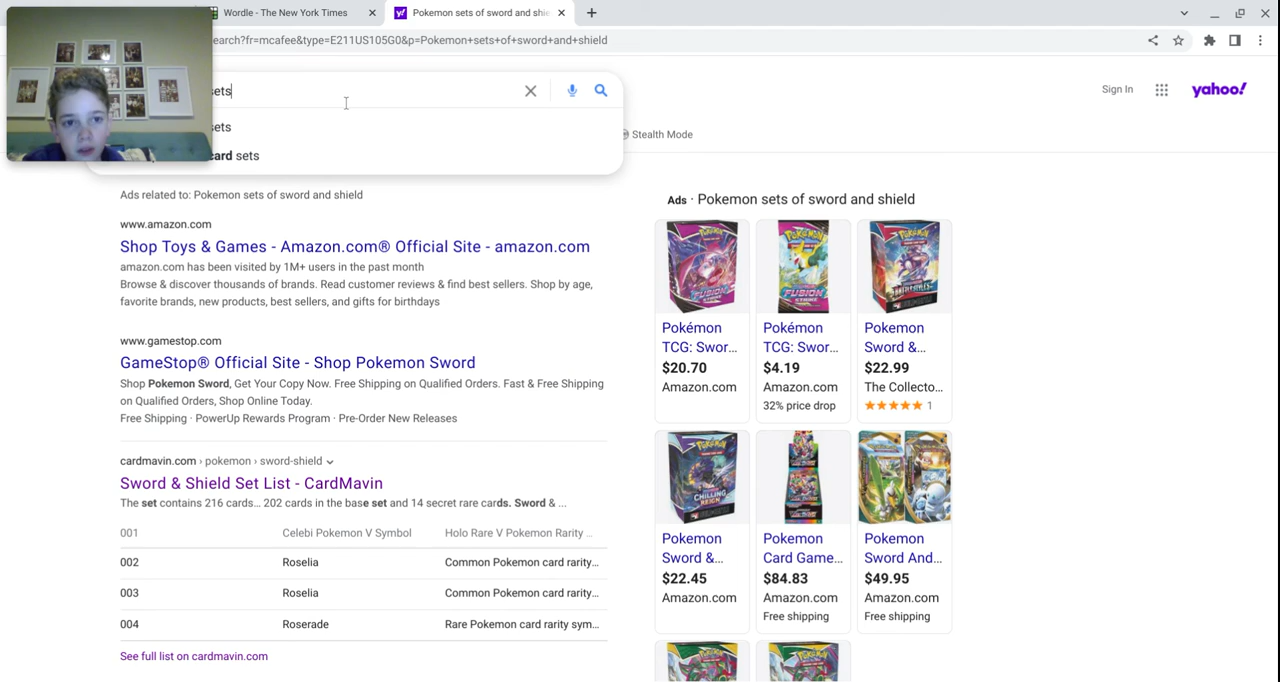 Wordle - The New York Times
Pokemon sets of sword and shie
earch?fr=mcafee&type=E211US105G0&p=Pokemon+sets+of+sword+and+shield
sets
sets
card sets
Sign In
yahoo!
Stealth Mode
Ads related to: Pokemon sets of sword and shield
www.amazon.com
Shop Toys & Games - Amazon.com® Official Site - amazon.com
amazon.com has been visited by 1M+ users in the past month
Browse & discover thousands of brands. Read customer reviews & find best sellers. Shop by age,
favorite brands, new products, best sellers, and gifts for birthdays
www.gamestop.com
GameStop® Official Site - Shop Pokemon Sword
Shop Pokemon Sword, Get Your Copy Now. Free Shipping on Qualified Orders. Fast & Free Shipping
on Qualified Orders, Shop Online Today.
Free Shipping · PowerUp Rewards Program · Pre-Order New Releases
cardmavin.com › pokemon › sword-shield
Sword & Shield Set List - CardMavin
The set contains 216 cards... 202 cards in the base set and 14 secret rare cards. Sword & ...
001 Celebi Pokemon V Symbol Holo Rare V Pokemon Rarity ..
002 Roselia Common Pokemon card rarity...
003 Roselia Common Pokemon card rarity...
004 Roserade Rare Pokemon card rarity sym...
See full list on cardmavin.com
Ads · Pokemon sets of sword and shield
Pokémon
TCG: Swor...
$20.70
Amazon.com
Pokémon
TCG: Swor...
$4.19
Amazon.com
32% price drop
Pokemon
Sword &...
$22.99
The Collecto...
★★★★★ 1
Pokemon
Sword &...
$22.45
Amazon.com
Pokemon
Card Game...
$84.83
Amazon.com
Free shipping
Pokemon
Sword And...
$49.95
Amazon.com
Free shipping